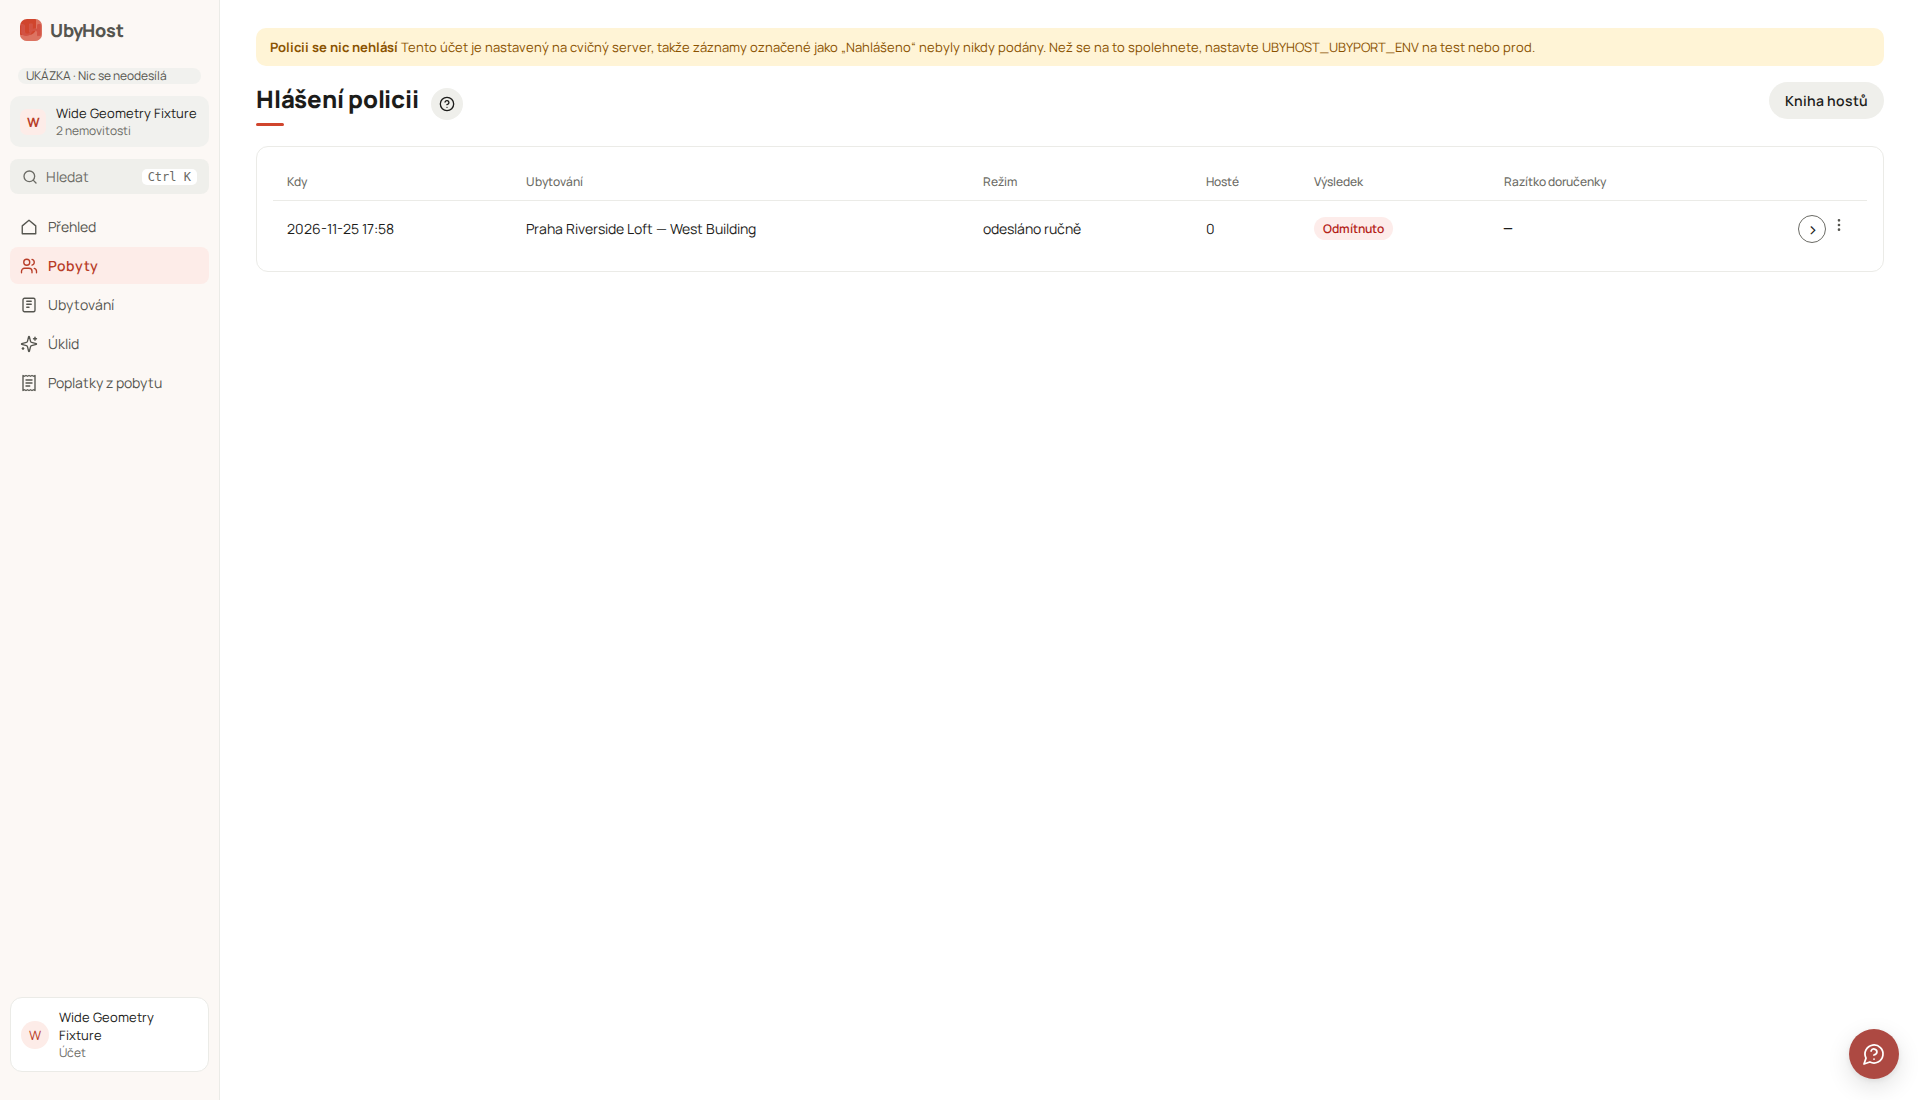 UbyHost
UKÁZKA · Nic se neodesílá
W
Wide Geometry Fixture
2 nemovitosti
Hledat
Ctrl K
Přehled
Pobyty
Ubytování
Úklid
Poplatky z pobytu
W
Wide Geometry
Fixture
Účet
Policii se nic nehlásí Tento účet je nastavený na cvičný server, takže záznamy označené jako „Nahlášeno“ nebyly nikdy podány. Než se na to spolehnete, nastavte UBYHOST_UBYPORT_ENV na test nebo prod.
Hlášení policii
Kniha hostů
Kdy Ubytování Režim Hosté Výsledek Razítko doručenky
2026-11-25 17:58 Praha Riverside Loft — West Building odesláno ručně 0 Odmítnuto —